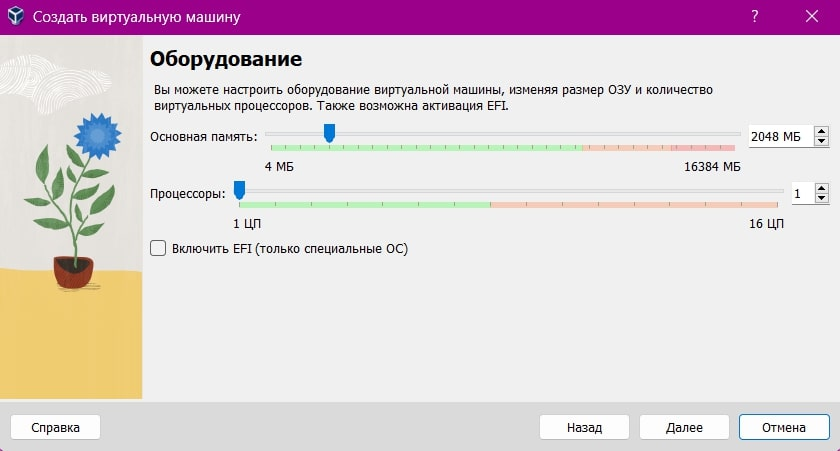 Создать виртуальную машину
?
Оборудование
Вы можете настроить оборудование виртуальной машины, изменяя размер ОЗУ и количество
виртуальных процессоров. Также возможна активация EFI.
Основная память:
2048 МБ
4 МБ
16384 МБ
Процессоры:
1
1 ЦП
16 ЦП
Включить EFI (только специальные ОС)
Справка
Назад
Далее
Отмена